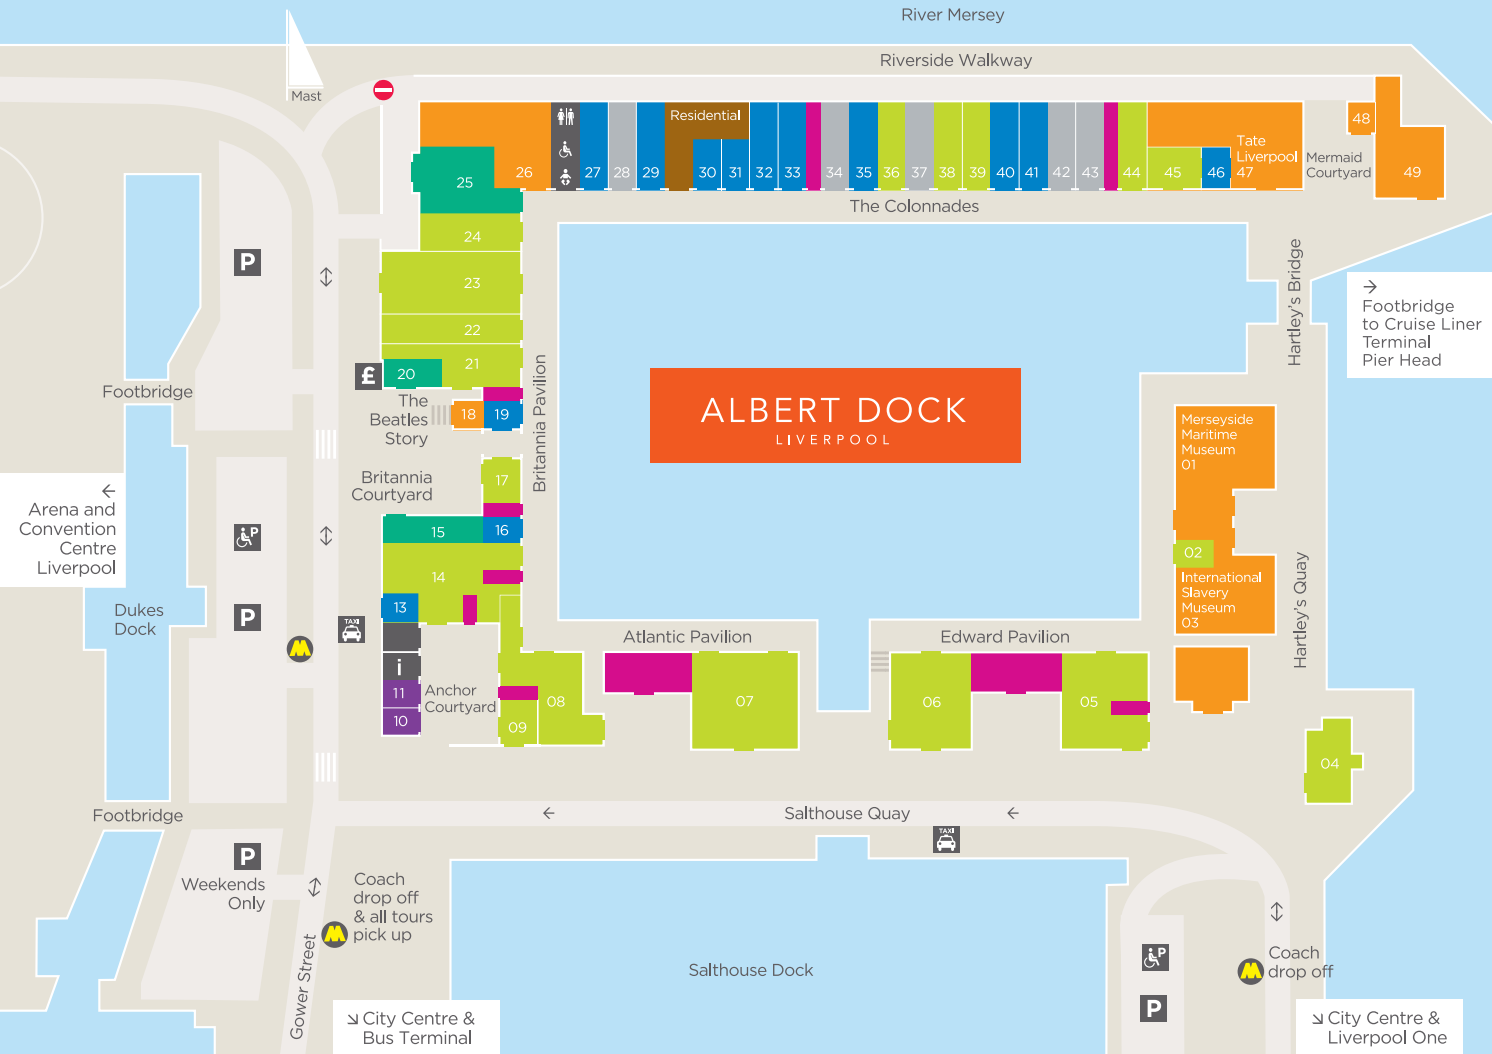 River Mersey
Riverside Walkway
Mast
Residential
26
27
28
29
30
31
32
33
34
35
36
37
38
39
40
41
42
43
44
45
46
Tate
Liverpool
47
Mermaid
Courtyard
48
49
The Colonnades
25
24
23
22
21
20
£
P
Footbridge
The
Beatles
Story
18
19
Britannia Pavilion
Hartley's Bridge
→
Footbridge
to Cruise Liner
Terminal
Pier Head
ALBERT DOCK
LIVERPOOL
Merseyside
Maritime
Museum
01
02
International
Slavery
Museum
03
Hartley's Quay
Britannia
Courtyard
17
16
15
14
13
←
Arena and
Convention
Centre
Liverpool
P
P
Dukes
Dock
TAXI
M
i
11
10
Anchor
Courtyard
09
08
Atlantic Pavilion
07
Edward Pavilion
06
05
04
Footbridge
Salthouse Quay
TAXI
P
Weekends
Only
Coach
drop off
& all tours
pick up
M
Gower Street
Salthouse Dock
P
P
Coach
drop off
M
↘ City Centre &
Bus Terminal
↘ City Centre &
Liverpool One